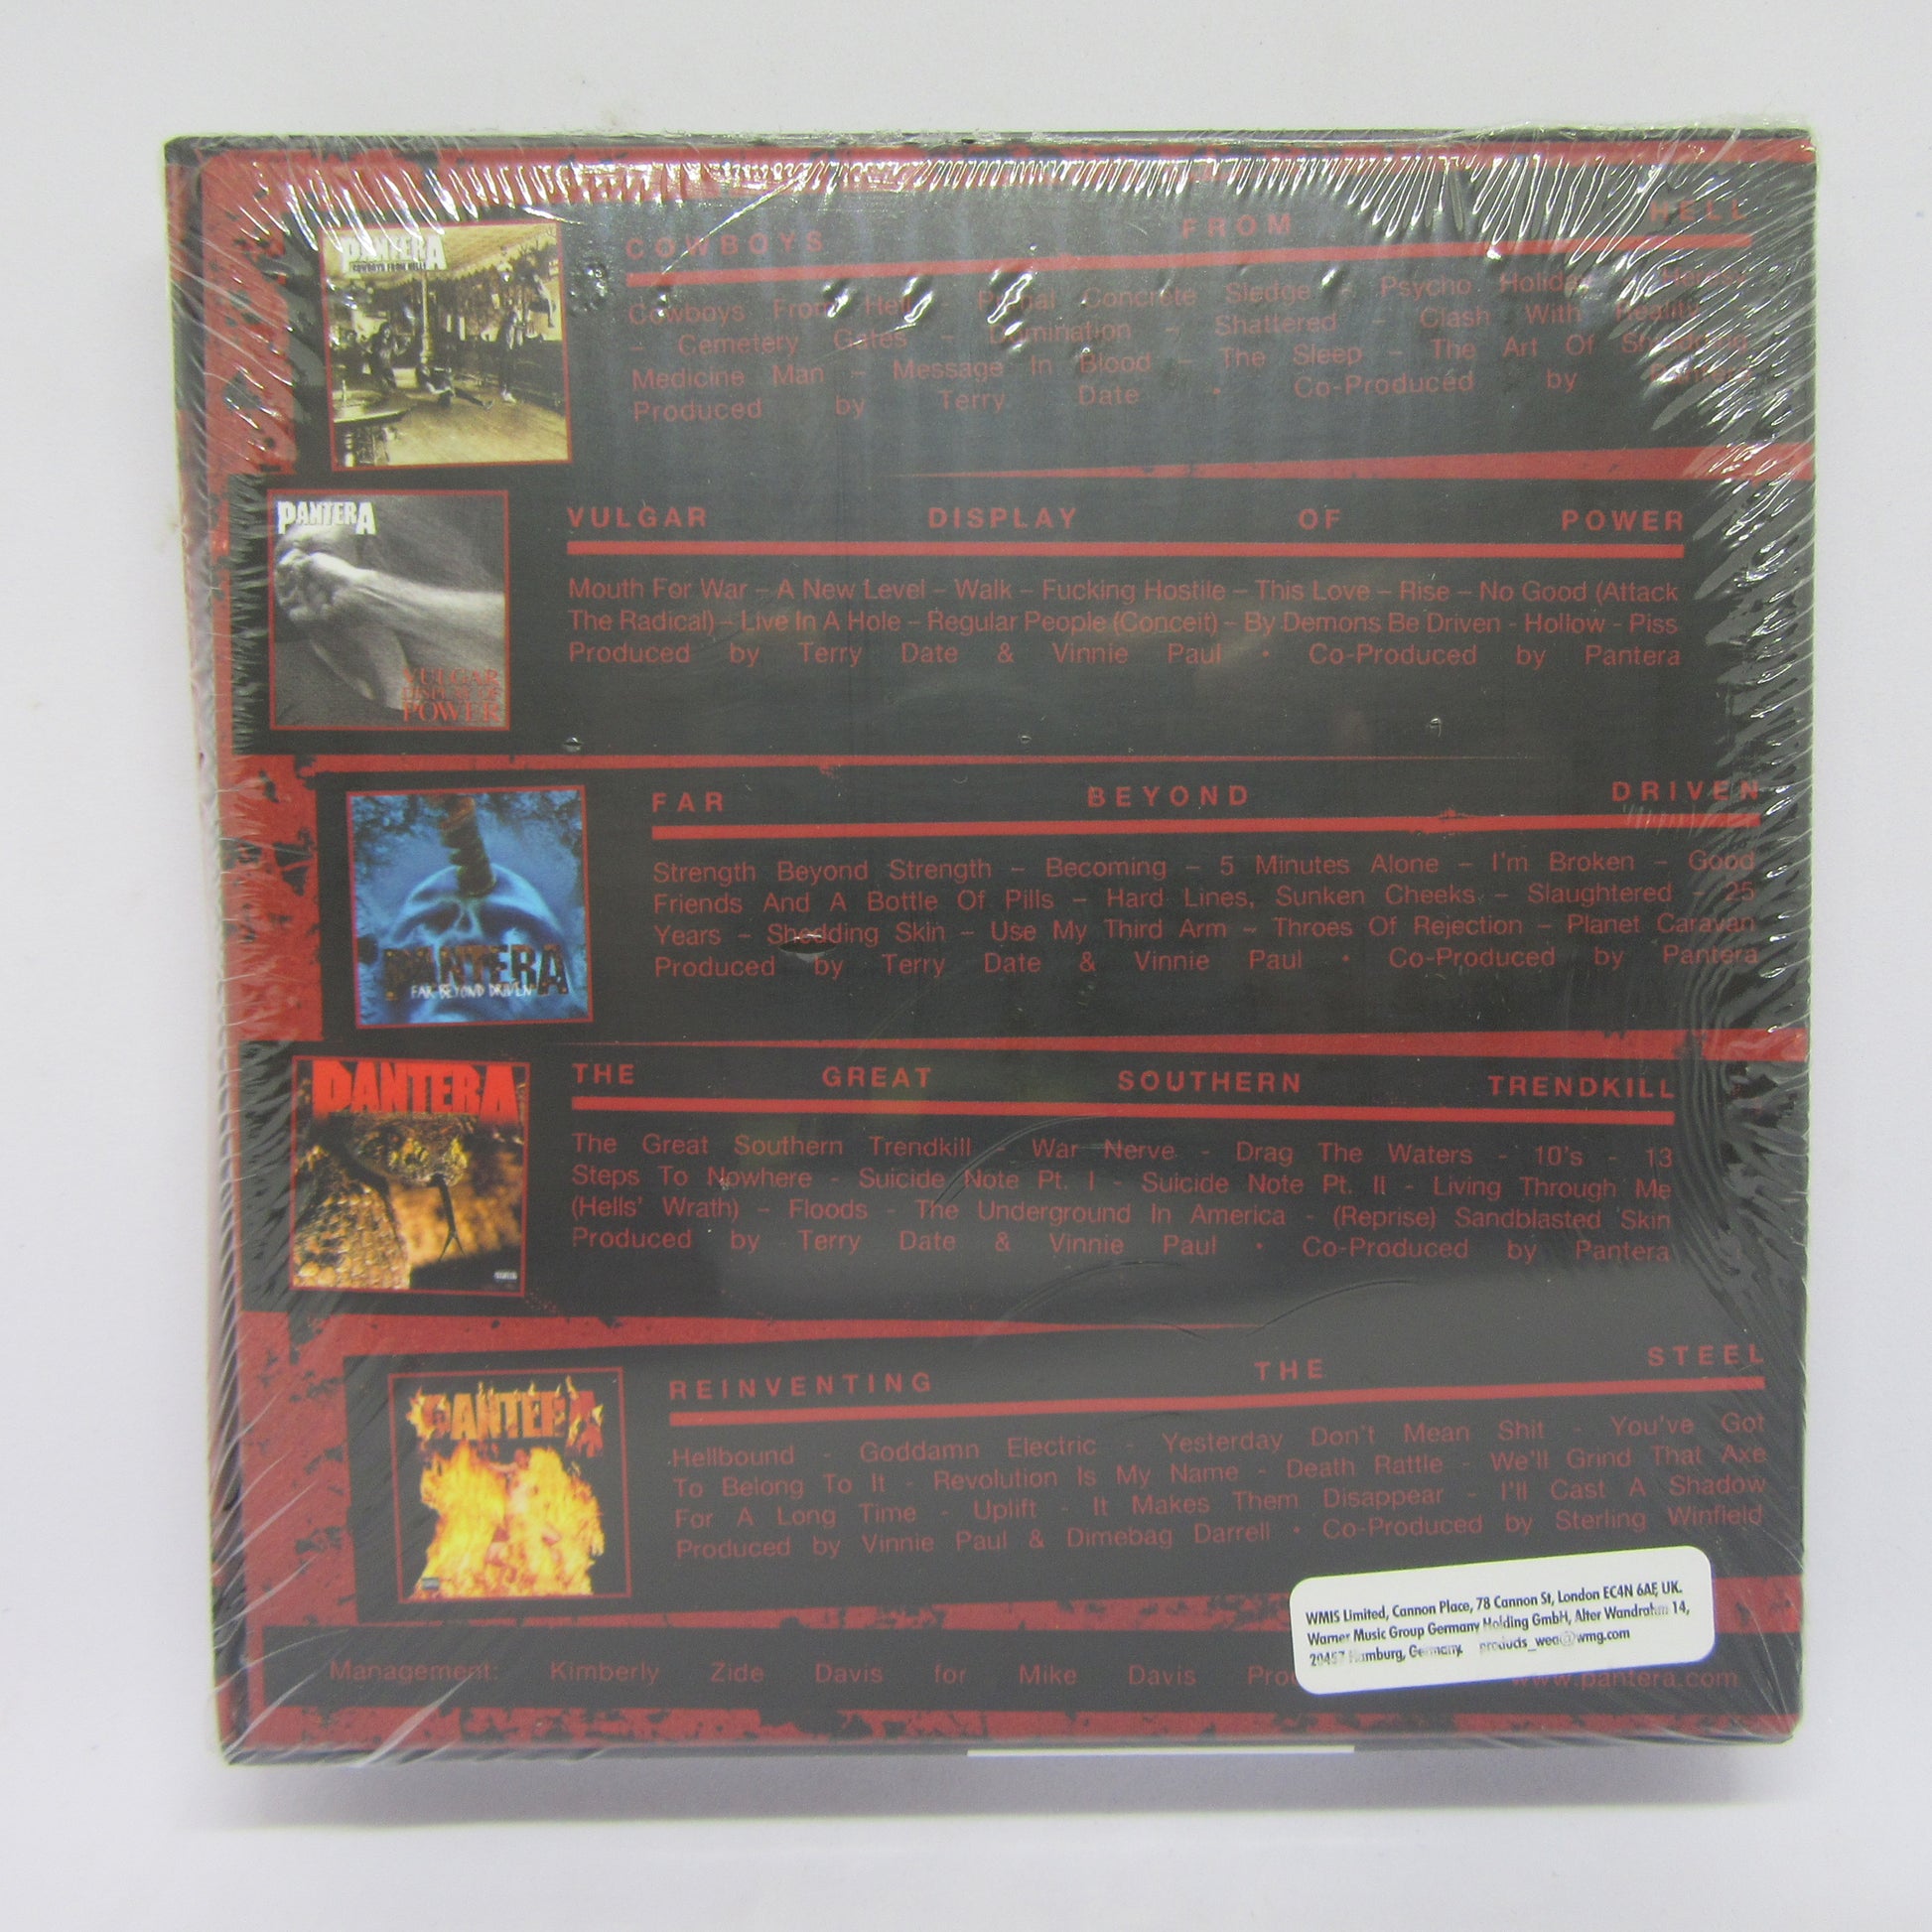 PANTERA
COWBOYS FROM HELL
COWBOYS FROM HELL
Cowboys From Hell – Primal Concrete Sledge – Psycho Holiday – Heresy
– Cemetery Gates – Domination – Shattered – Clash With Reality –
Medicine Man – Message In Blood – The Sleep – The Art Of Shredding
Produced by Terry Date • Co-Produced by Pantera
PANTERA
VULGAR
DISPLAY OF
POWER
VULGAR DISPLAY OF POWER
Mouth For War – A New Level – Walk – Fucking Hostile – This Love – Rise – No Good (Attack
The Radical) – Live In A Hole – Regular People (Conceit) – By Demons Be Driven - Hollow - Piss
Produced by Terry Date & Vinnie Paul • Co-Produced by Pantera
PANTERA
FAR BEYOND DRIVEN
FAR BEYOND DRIVEN
Strength Beyond Strength – Becoming – 5 Minutes Alone – I'm Broken – Good
Friends And A Bottle Of Pills – Hard Lines, Sunken Cheeks – Slaughtered – 25
Years – Shedding Skin – Use My Third Arm – Throes Of Rejection – Planet Caravan
Produced by Terry Date & Vinnie Paul • Co-Produced by Pantera
PANTERA
THE GREAT SOUTHERN TRENDKILL
The Great Southern Trendkill - War Nerve - Drag The Waters - 10's - 13
Steps To Nowhere - Suicide Note Pt. I - Suicide Note Pt. II - Living Through Me
(Hells' Wrath) – Floods - The Underground In America - (Reprise) Sandblasted Skin
Produced by Terry Date & Vinnie Paul • Co-Produced by Pantera
PANTERA
REINVENTING THE STEEL
Hellbound - Goddamn Electric - Yesterday Don't Mean Shit - You've Got
To Belong To It - Revolution Is My Name - Death Rattle - We'll Grind That Axe
For A Long Time - Uplift - It Makes Them Disappear - I'll Cast A Shadow
Produced by Vinnie Paul & Dimebag Darrell • Co-Produced by Sterling Winfield
WMIS Limited, Cannon Place, 78 Cannon St, London EC4N 6AF, UK.
Warner Music Group Germany Holding GmbH, Alter Wandrahm 14,
20457 Hamburg, Germany. products_wea@wmg.com
Management: Kimberly Zide Davis for Mike Davis www.pantera.com